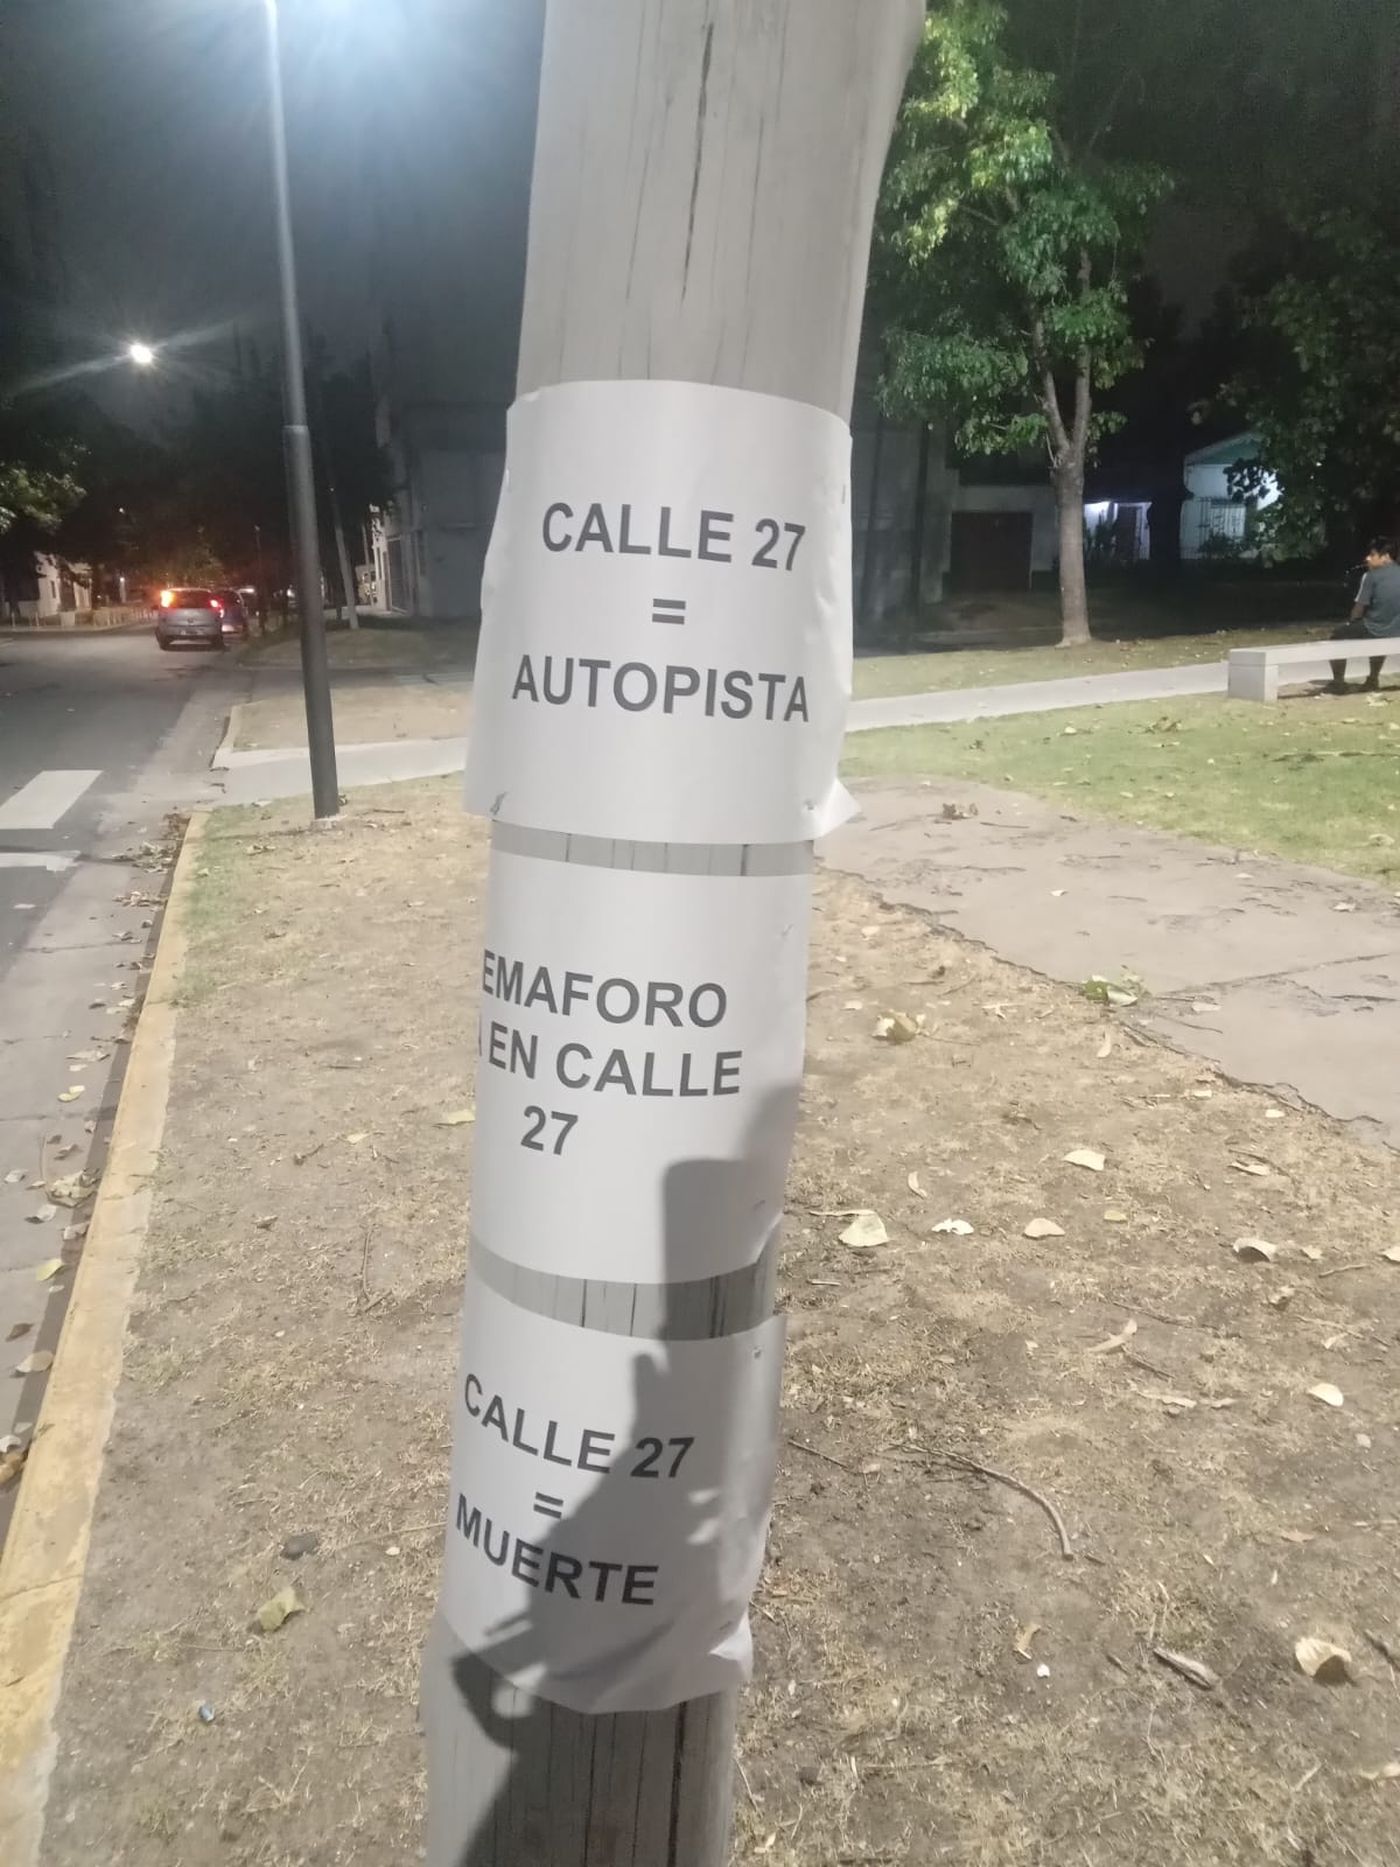 CALLE 27
=
AUTOPISTA
EMAFORO
EN CALLE
27
CALLE 27
=
MUERTE